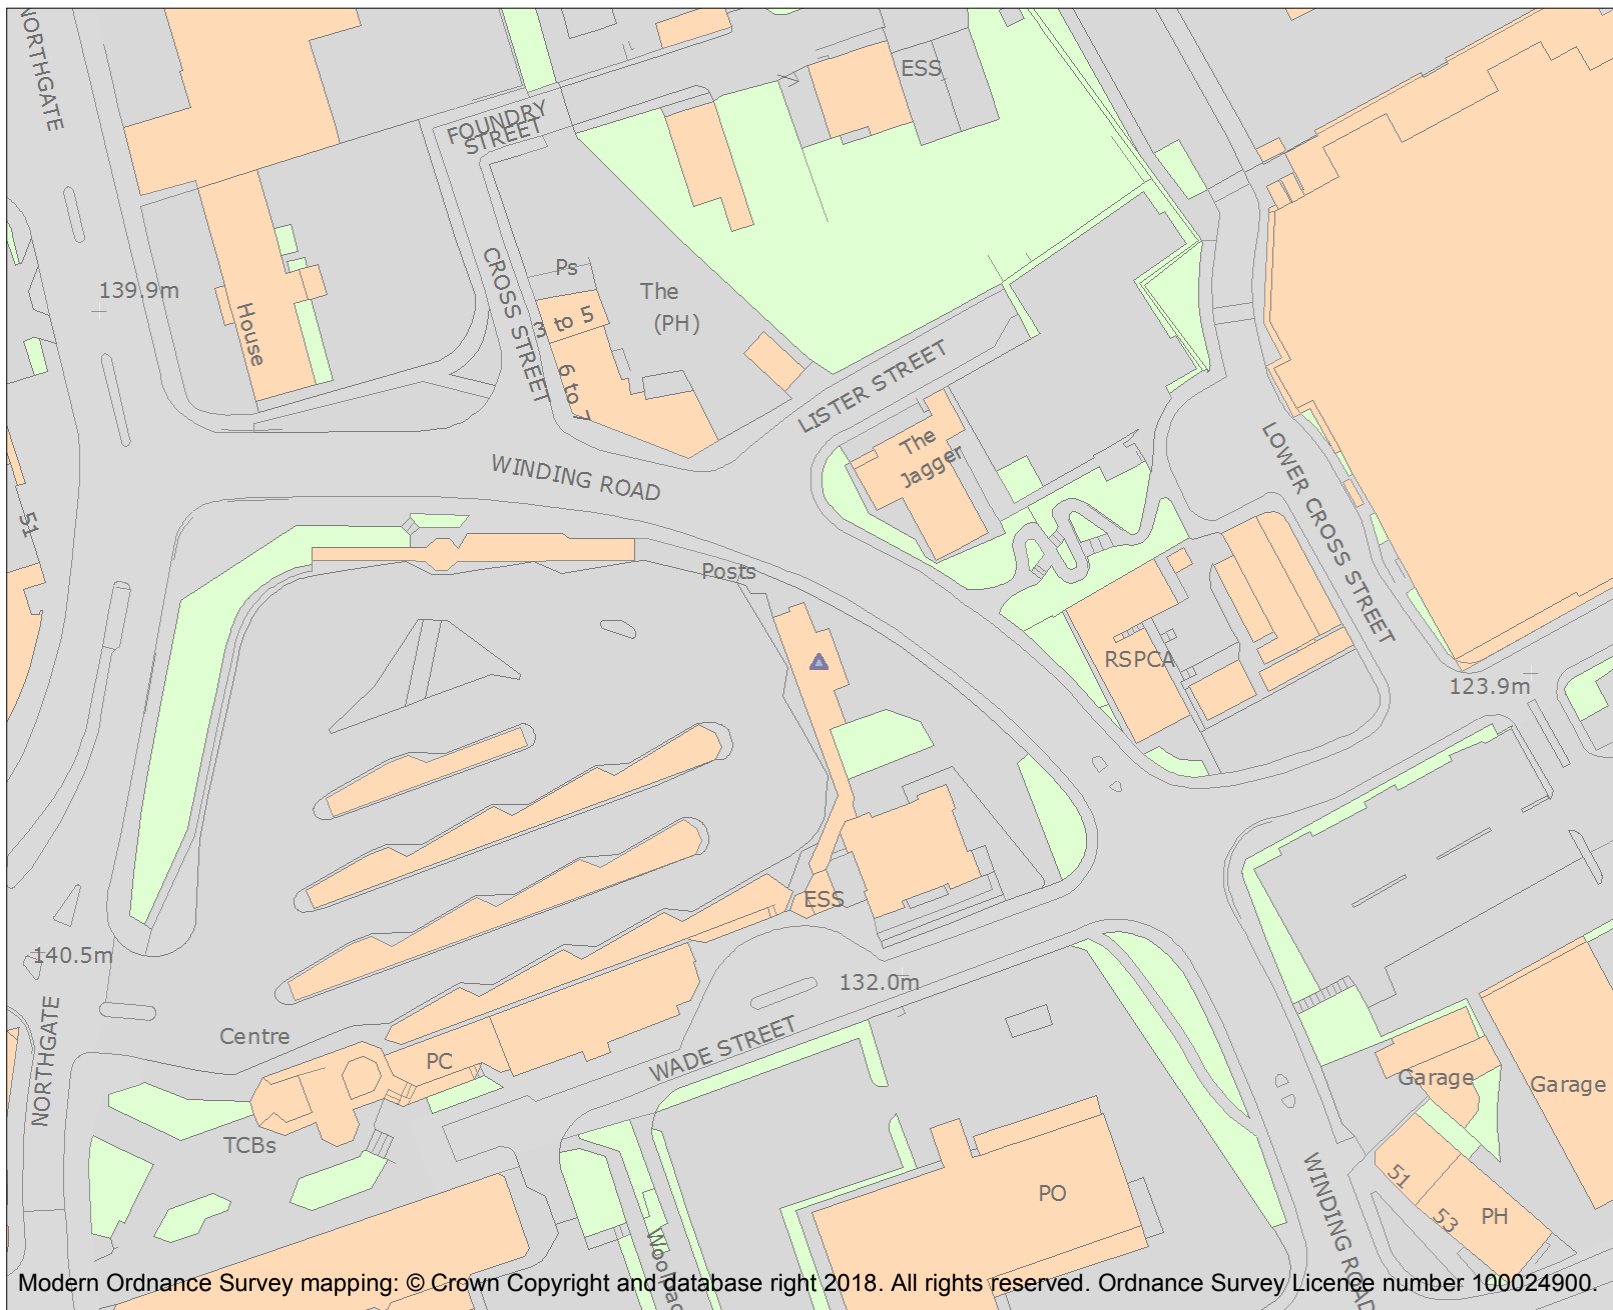 NORTHGATE
ESS
FOUNDRY
STREET
139.9m
House
CROSS STREET
Ps
3 to 5
6 to 7
The
(PH)
LISTER STREET
The
Jagger
WINDING ROAD
LOWER CROSS STREET
51
Posts
RSPCA
123.9m
ESS
140.5m
132.0m
NORTHGATE
Centre
PC
WADE STREET
TCBs
Garage
Garage
PO
51
53
PH
WINDING ROAD
Woolpac
Modern Ordnance Survey mapping: © Crown Copyright and database right 2018. All rights reserved. Ordnance Survey Licence number 100024900.